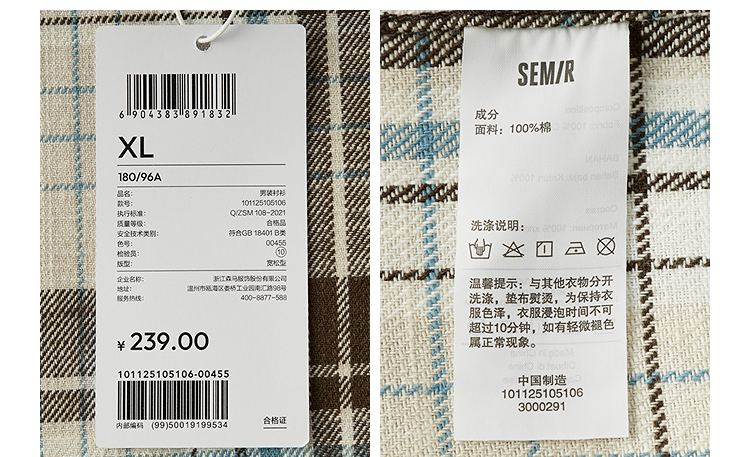 6 904383 891832
XL
180/96A
品名: 男装衬衫
款号: 101125105106
执行标准: Q/ZSM 108-2021
质量等级: 合格品
安全技术类别: 符合GB 18401 B类
色号: 00455
检验员: 10
版型: 宽松型
企业名称: 浙江森马服饰股份有限公司
地址: 温州市瓯海区娄桥工业园南汇路98号
服务热线: 400-8877-588
¥ 239.00
101125105106-00455
内部编码 (99)50019199534
合格证
SEMIR
成分
面料: 100%棉
洗涤说明:
温馨提示: 与其他衣物分开
洗涤, 垫布熨烫, 为保持衣
服色泽, 衣服浸泡时间不可
超过10分钟, 如有轻微褪色
属正常现象。
中国制造
101125105106
3000291